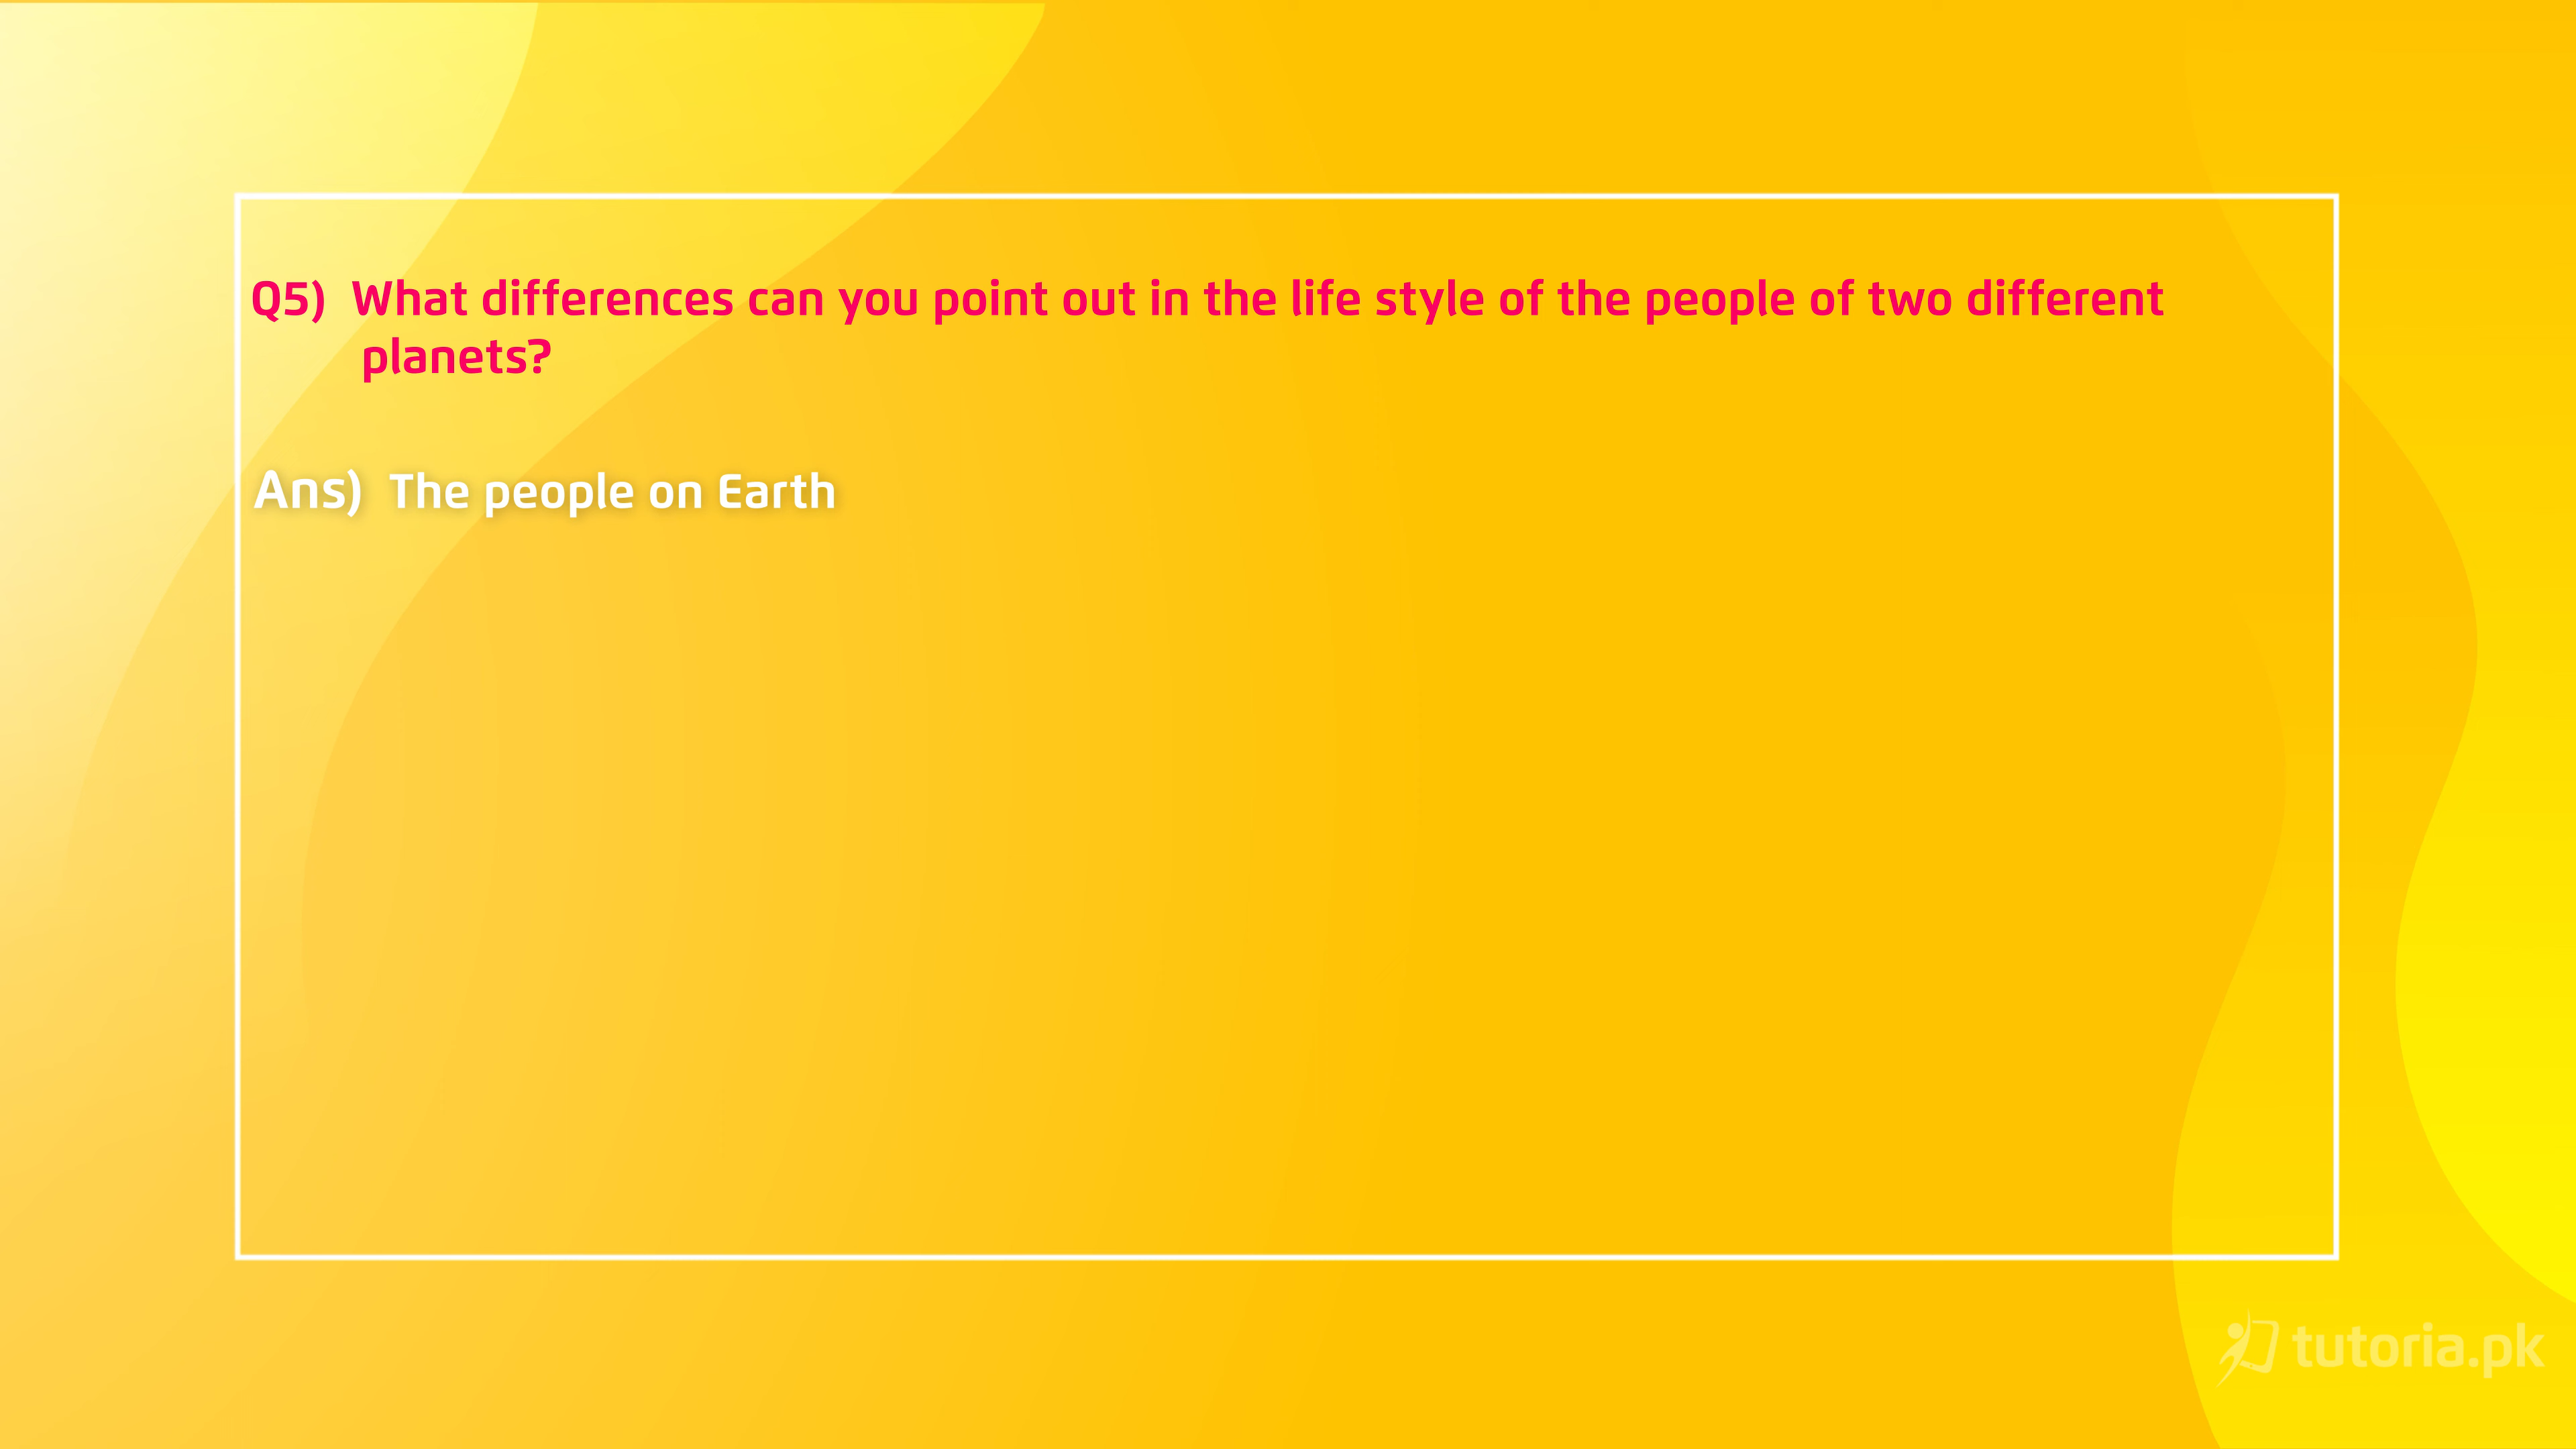 Q5) What differences can you point out in the life style of the people of two different
planets?
Ans) The people on Earth
tutoria.pk